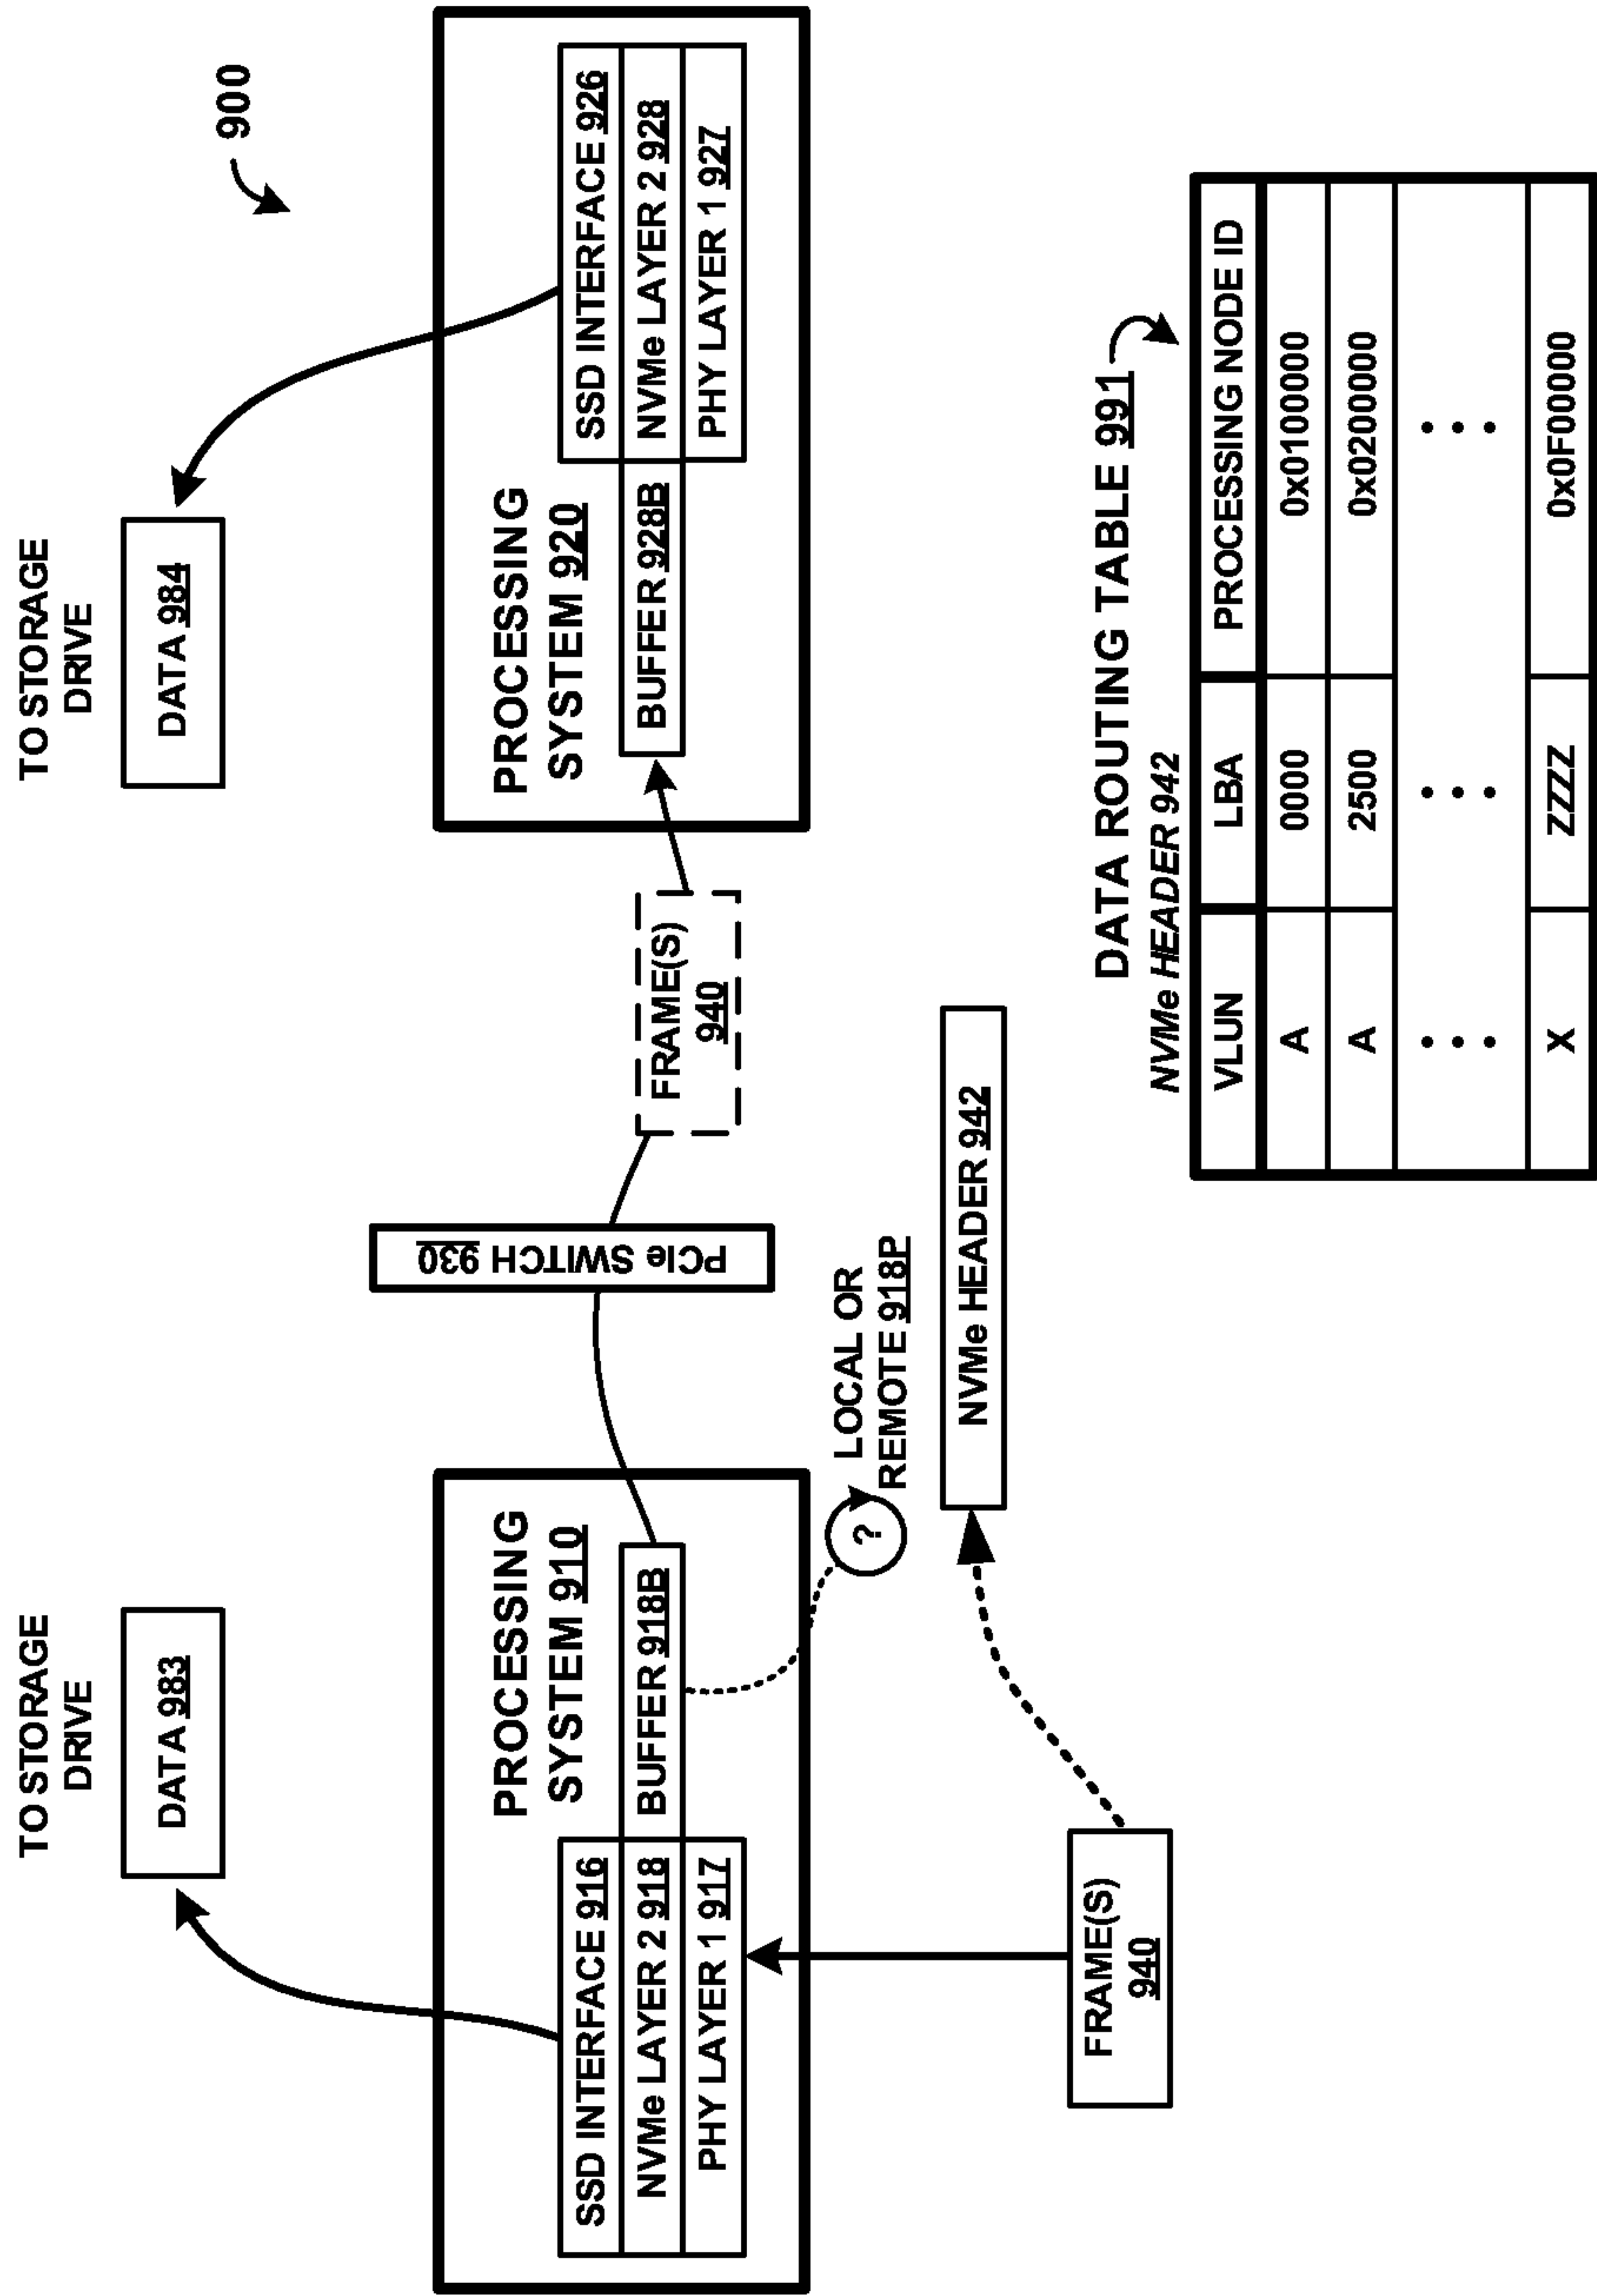 900
TO STORAGE
DRIVE
DATA 983
TO STORAGE
DRIVE
DATA 984
PROCESSING
SYSTEM 910
SSD INTERFACE 916
NVMe LAYER 2 918
BUFFER 918B
PHY LAYER 1 917
PCIe SWITCH 930
PROCESSING
SYSTEM 920
SSD INTERFACE 926
BUFFER 928B
NVMe LAYER 2 928
PHY LAYER 1 927
FRAME(S)
940
?
LOCAL OR
REMOTE 918P
NVMe HEADER 942
FRAME(S)
940
DATA ROUTING TABLE 991
NVMe HEADER 942
VLUN LBA PROCESSING NODE ID
A 0000 0x0100000
A 2500 0x0200000
• • • • • • • • •
X ZZZZ 0x0F00000